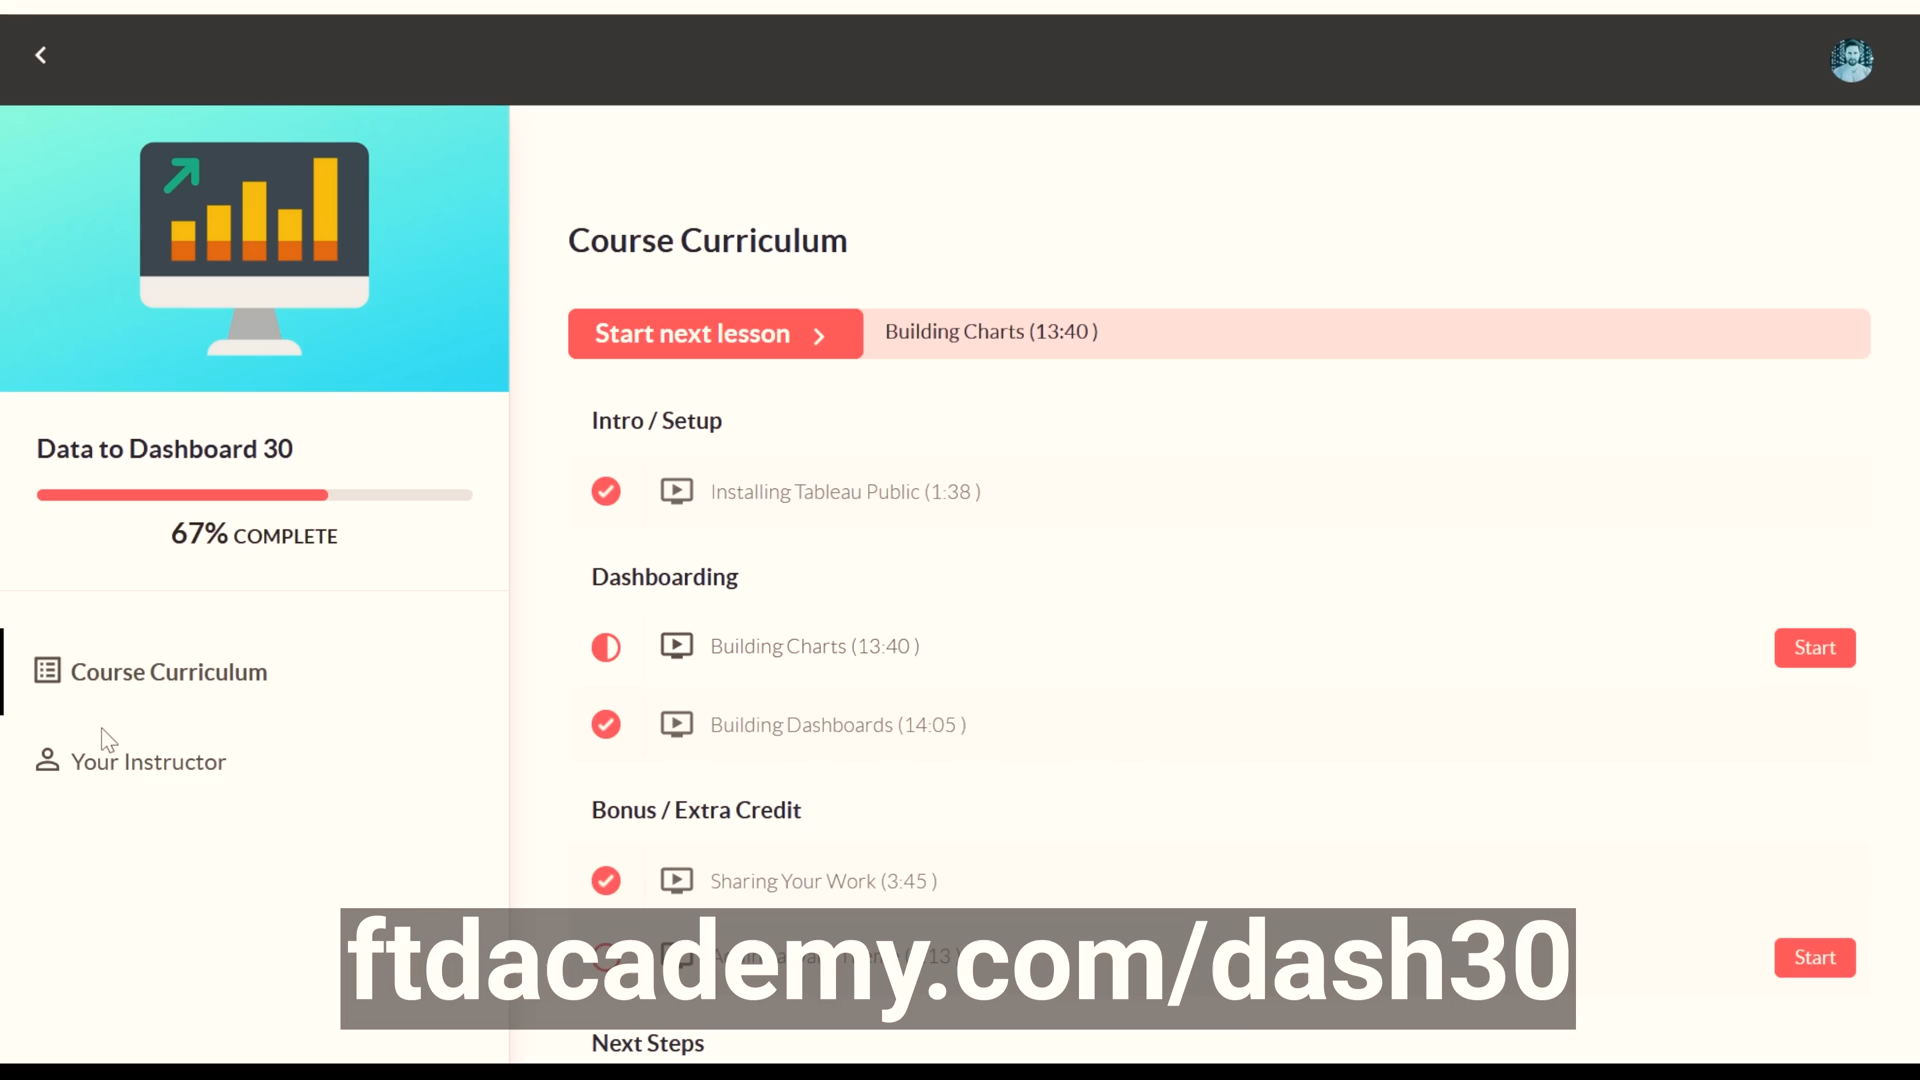 Data to Dashboard 30
67% COMPLETE
Course Curriculum
Your Instructor
Course Curriculum
Start next lesson
Building Charts (13:40 )
Intro / Setup
Installing Tableau Public (1:38 )
Dashboarding
Building Charts (13:40 )
Start
Building Dashboards (14:05 )
Bonus / Extra Credit
Sharing Your Work (3:45 )
Start
ftdacademy.com/dash30
Next Steps